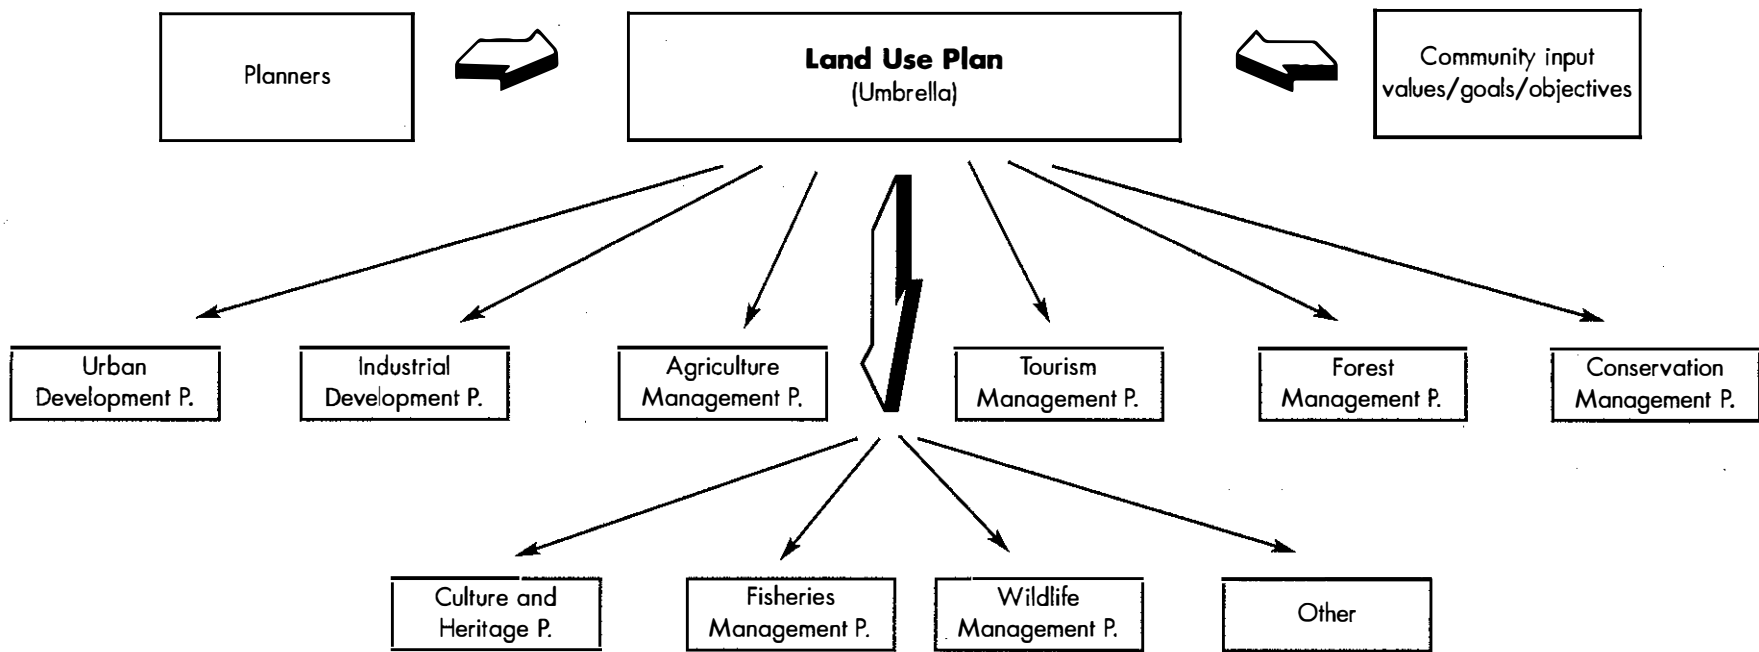 Planners
Land Use Plan
(Umbrella)
Community input
values/goals/objectives
Urban
Development P.
Industrial
Development P.
Agriculture
Management P.
Tourism
Management P.
Forest
Management P.
Conservation
Management P.
Culture and
Heritage P.
Fisheries
Management P.
Wildlife
Management P.
Other